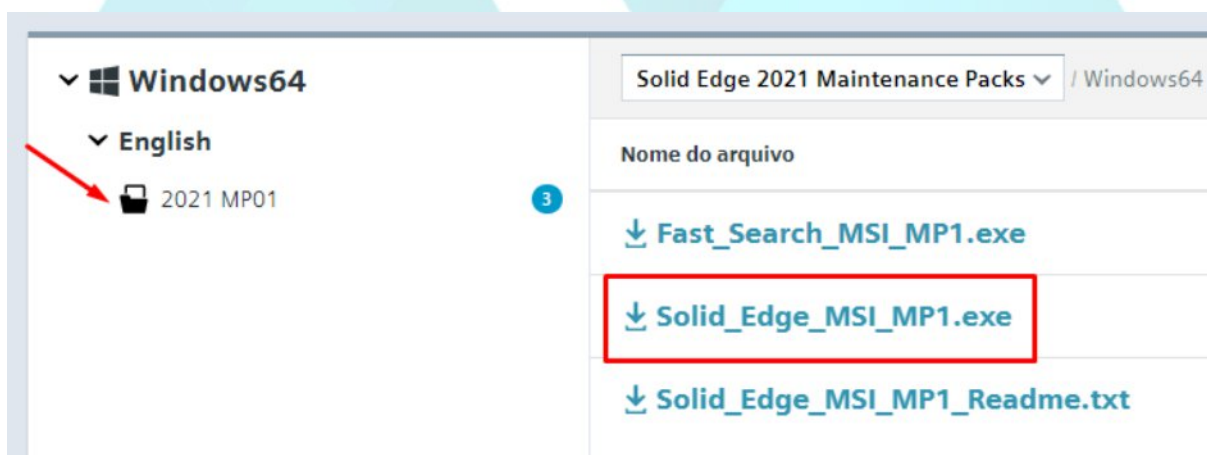 Windows64
English
2021 MP01
3
Solid Edge 2021 Maintenance Packs / Windows64
Nome do arquivo
Fast_Search_MSI_MP1.exe
Solid_Edge_MSI_MP1.exe
Solid_Edge_MSI_MP1_Readme.txt